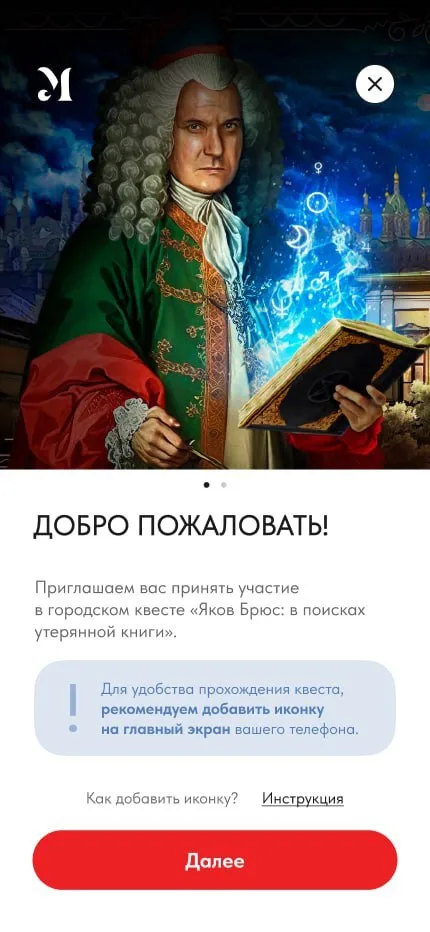 М
ДОБРО ПОЖАЛОВАТЬ!
Приглашаем вас принять участие
в городском квесте «Яков Брюс: в поисках
утерянной книги».
Для удобства прохождения квеста,
рекомендуем добавить иконку
на главный экран вашего телефона.
Как добавить иконку? Инструкция
Далее